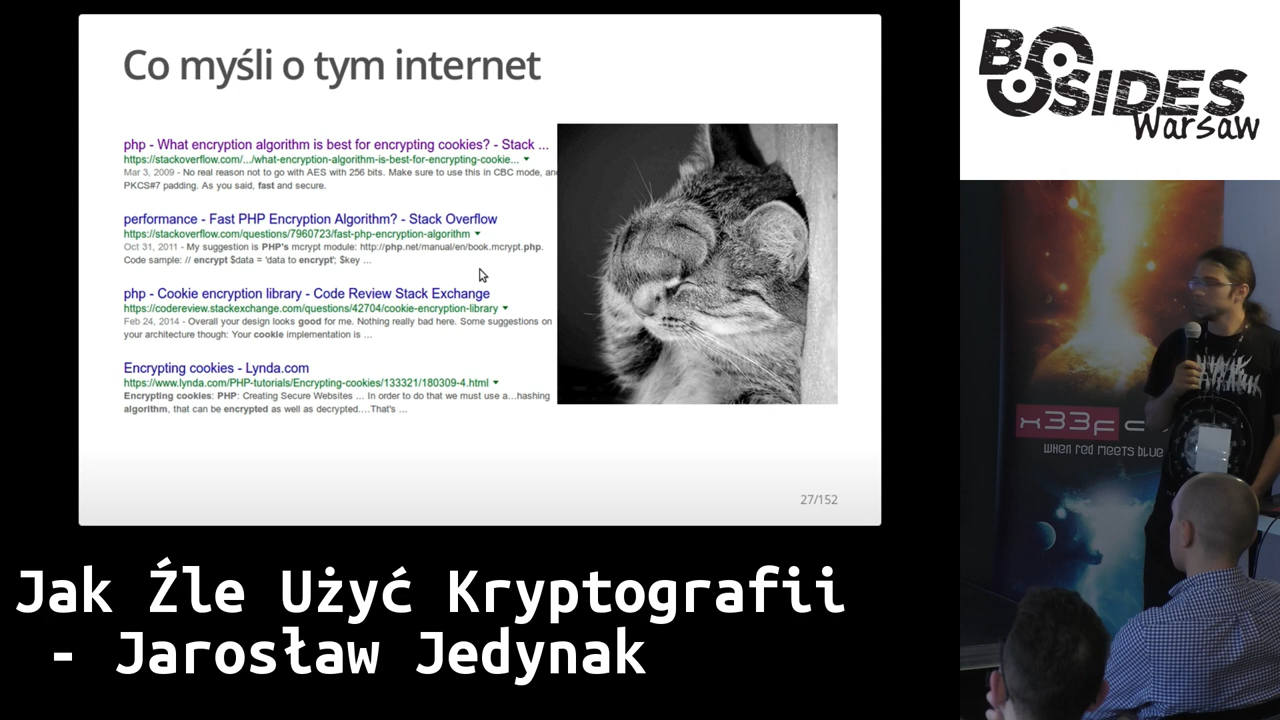 Co myśli o tym internet
php - What encryption algorithm is best for encrypting cookies? - Stack ...
https://stackoverflow.com/.../what-encryption-algorithm-is-best-for-encrypting-cookie...
Mar 3, 2009 - No real reason not to go with AES with 256 bits. Make sure to use this in CBC mode, and
PKCS#7 padding. As you said, fast and secure.
performance - Fast PHP Encryption Algorithm? - Stack Overflow
https://stackoverflow.com/questions/7960723/fast-php-encryption-algorithm
Oct 31, 2011 - My suggestion is PHP's mcrypt module: http://php.net/manual/en/book.mcrypt.php.
Code sample: // encrypt $data = 'data to encrypt'; $key ...
php - Cookie encryption library - Code Review Stack Exchange
https://codereview.stackexchange.com/questions/42704/cookie-encryption-library
Feb 24, 2014 - Overall your design looks good for me. Nothing really bad here. Some suggestions on
your architecture though: Your cookie implementation is ...
Encrypting cookies - Lynda.com
https://www.lynda.com/PHP-tutorials/Encrypting-cookies/133321/180309-4.html
Encrypting cookies: PHP: Creating Secure Websites ... In order to do that we must use a…hashing
algorithm, that can be encrypted as well as decrypted.…That's ...
27/152
Jak Źle Użyć Kryptografii
- Jarosław Jedynak
BSIDES
Warsaw
x33fc
when red meets blue